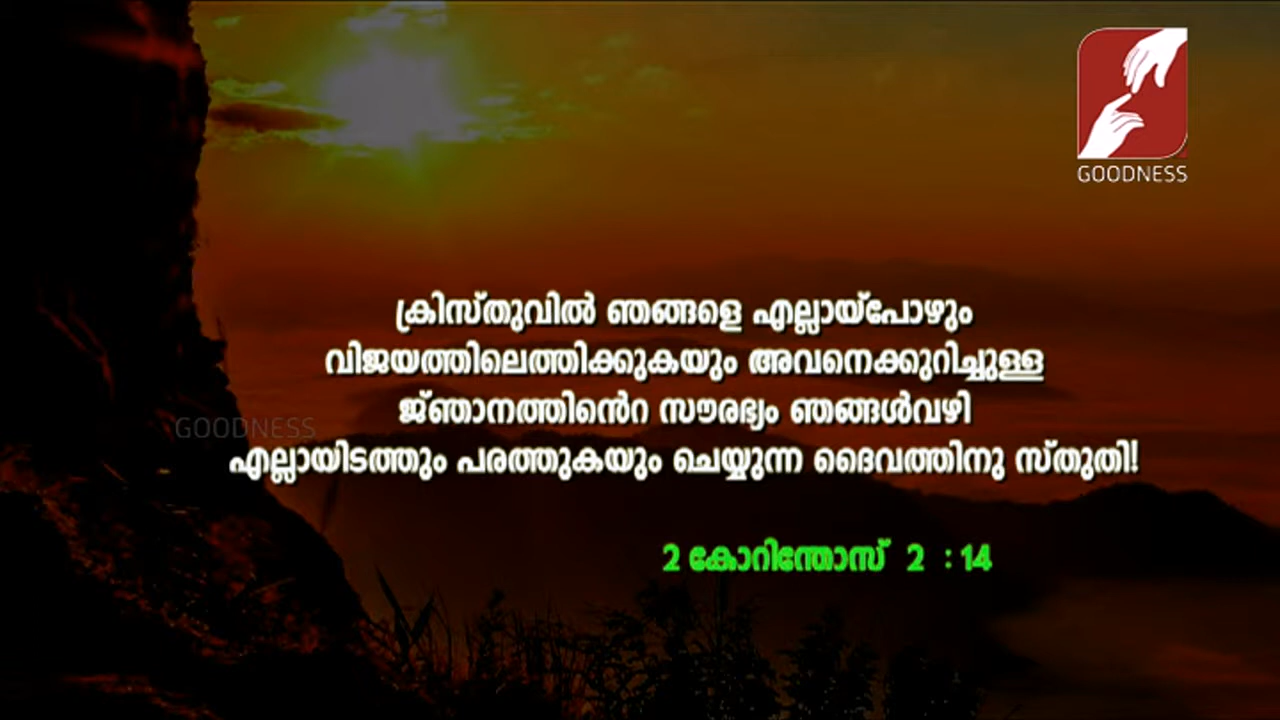 GOODNESS
ക്രിസ്തുവിൽ ഞങ്ങളെ എല്ലായ്പോഴും
വിജയത്തിലെത്തിക്കുകയും അവനെക്കുറിച്ചുള്ള
ജ്ഞാനത്തിൻെറ സൗരഭ്യം ഞങ്ങൾവഴി
GOODNESS
എല്ലായിടത്തും പരത്തുകയും ചെയ്യുന്ന ദൈവത്തിനു സ്തുതി!
2 കോറിന്തോസ് 2 : 14